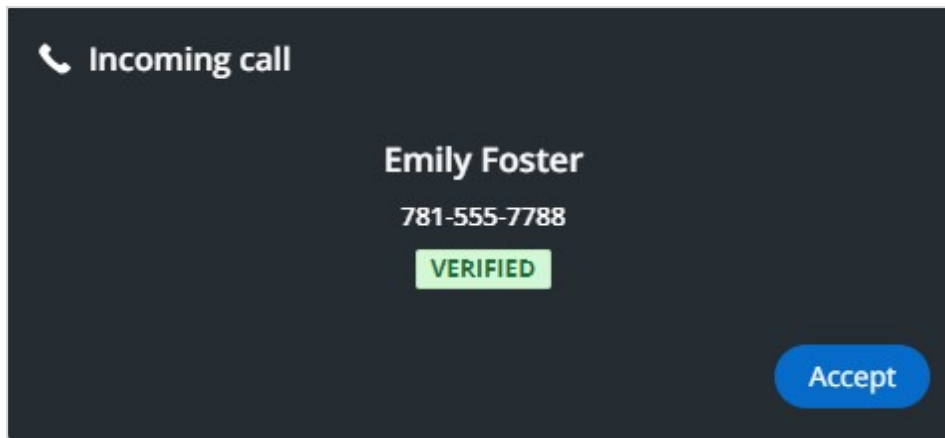 Incoming call
Emily Foster
781-555-7788
VERIFIED
Accept